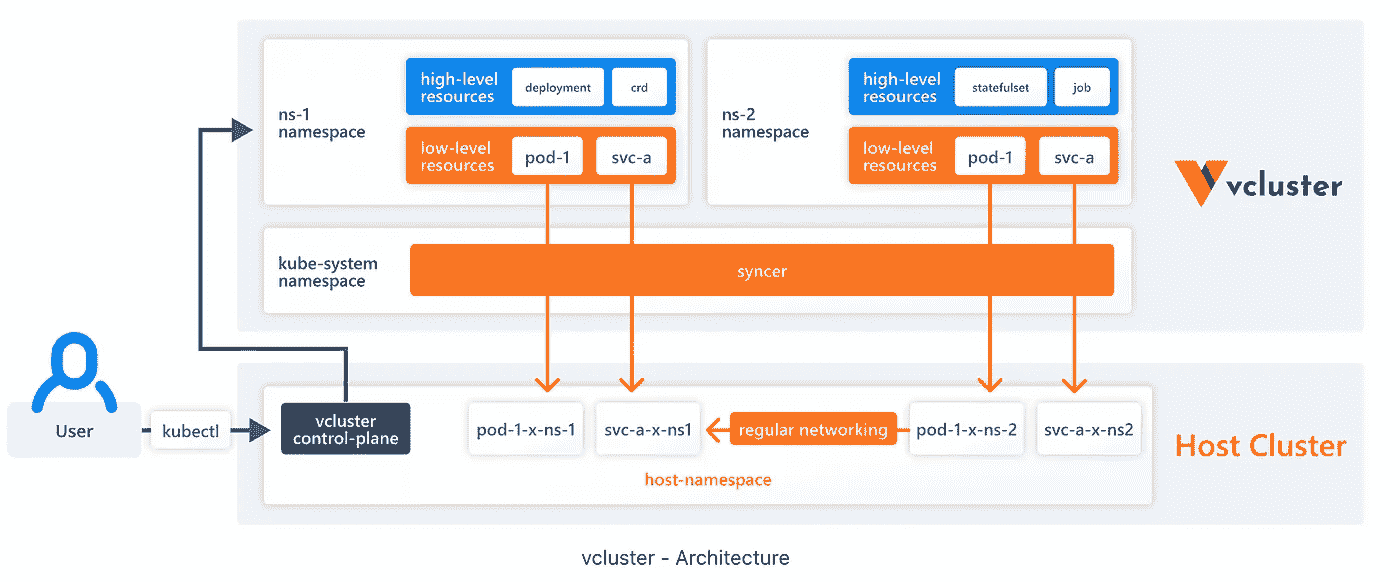 high-level
resources
deployment
crd
ns-1
namespace
low-level
resources
pod-1
svc-a
high-level
resources
statefulset
job
ns-2
namespace
low-level
resources
pod-1
svc-a
vcluster
kube-system
namespace
syncer
User
kubectl
vcluster
control-plane
pod-1-x-ns-1
svc-a-x-ns1
regular networking
pod-1-x-ns-2
svc-a-x-ns2
host-namespace
Host Cluster
vcluster - Architecture